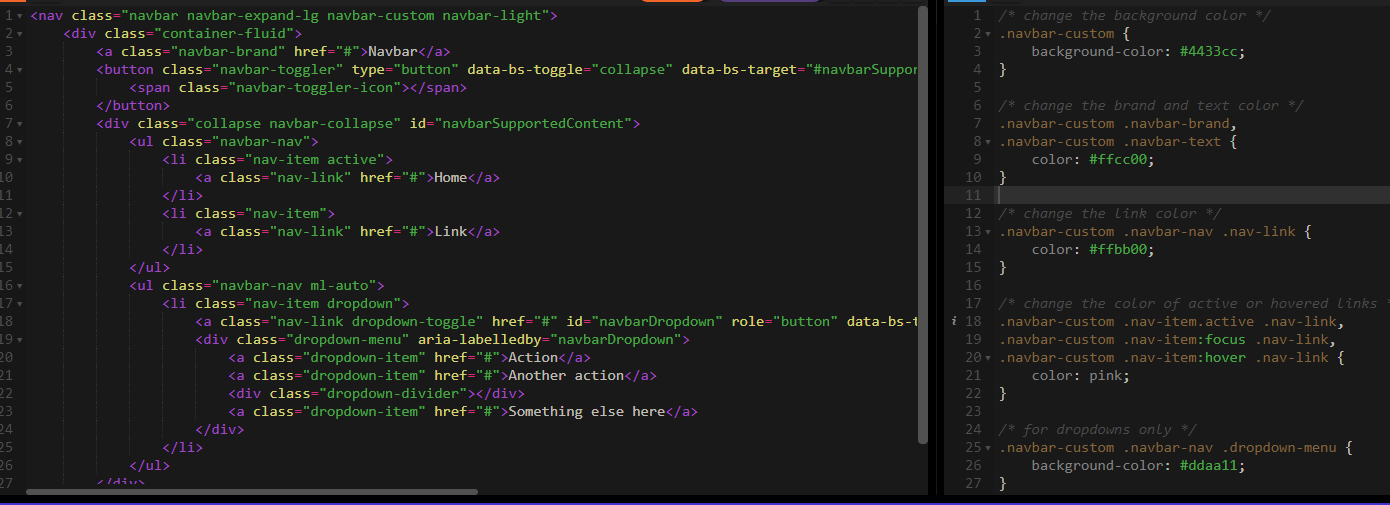 1 <nav class="navbar navbar-expand-lg navbar-custom navbar-light">
2 <div class="container-fluid">
3 <a class="navbar-brand" href="#">Navbar</a>
4 <button class="navbar-toggler" type="button" data-bs-toggle="collapse" data-bs-target="#navbarSuppor
5 <span class="navbar-toggler-icon"></span>
6 </button>
7 <div class="collapse navbar-collapse" id="navbarSupportedContent">
8 <ul class="navbar-nav">
9 <li class="nav-item active">
10 <a class="nav-link" href="#">Home</a>
11 </li>
12 <li class="nav-item">
13 <a class="nav-link" href="#">Link</a>
14 </li>
15 </ul>
16 <ul class="navbar-nav ml-auto">
17 <li class="nav-item dropdown">
18 <a class="nav-link dropdown-toggle" href="#" id="navbarDropdown" role="button" data-bs-t
19 <div class="dropdown-menu" aria-labelledby="navbarDropdown">
20 <a class="dropdown-item" href="#">Action</a>
21 <a class="dropdown-item" href="#">Another action</a>
22 <div class="dropdown-divider"></div>
23 <a class="dropdown-item" href="#">Something else here</a>
24 </div>
25 </li>
26 </ul>
27 </div>
1 /* change the background color */
2 .navbar-custom {
3 background-color: #4433cc;
4 }
5
6 /* change the brand and text color */
7 .navbar-custom .navbar-brand,
8 .navbar-custom .navbar-text {
9 color: #ffcc00;
10 }
11
12 /* change the link color */
13 .navbar-custom .navbar-nav .nav-link {
14 color: #ffbb00;
15 }
16
17 /* change the color of active or hovered links *
18 .navbar-custom .nav-item.active .nav-link,
19 .navbar-custom .nav-item:focus .nav-link,
20 .navbar-custom .nav-item:hover .nav-link {
21 color: pink;
22 }
23
24 /* for dropdowns only */
25 .navbar-custom .navbar-nav .dropdown-menu {
26 background-color: #ddaa11;
27 }